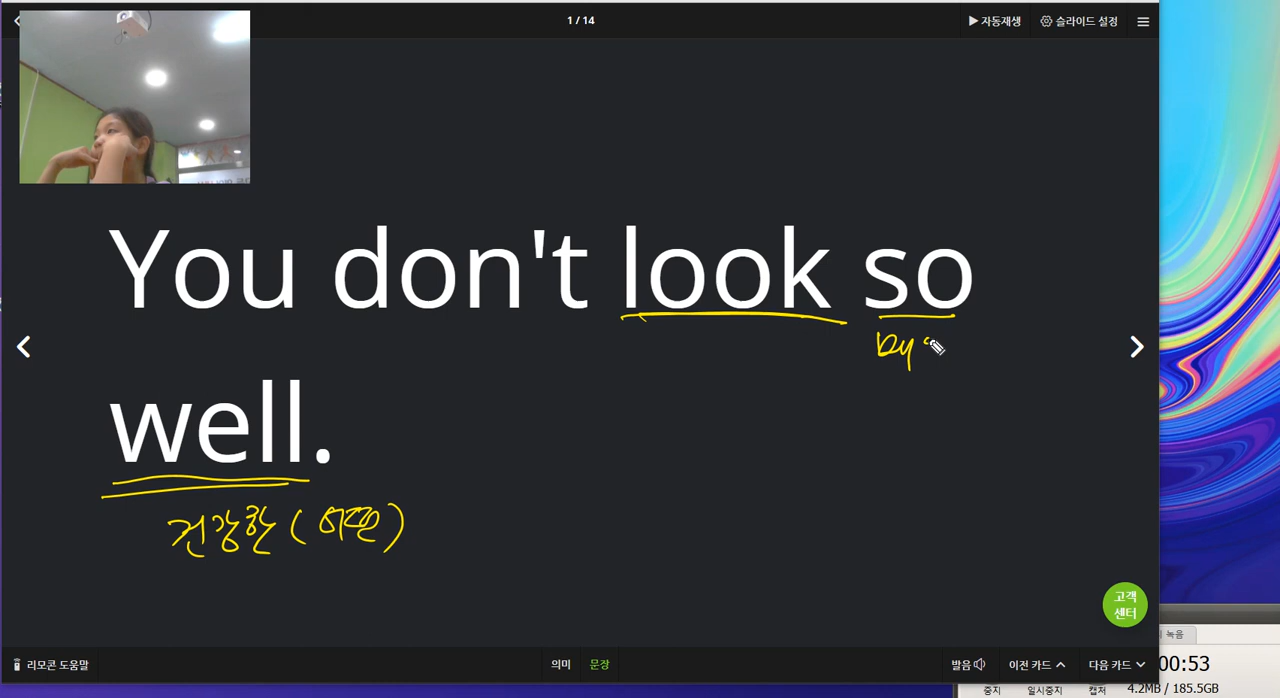 1 / 14
자동재생
슬라이드 설정
You don't look so
well.
건강한 (
고객
센터
리모콘 도움말
의미
문장
발음
이전 카드
다음 카드
녹음
00:53
중지
일시중지
캡처
4.2MB / 185.5GB